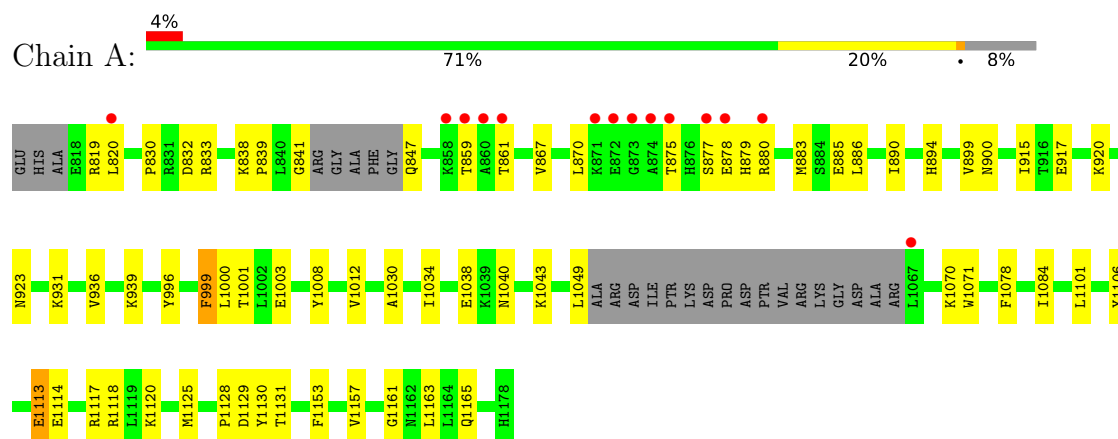 4%
Chain A:
71% 20% • 8%
GLU HIS ALA E818 R819 L820 P830 R831 D832 R833 K838 P839 L840 G841 ARG GLY ALA PHE GLY Q847 K858 T859 A860 T861 V867 L870 K871 E872 G873 A874 T875 H876 S877 E878 H879 R880 M883 S884 E885 L886 I890 H894 V899 N900 I915 T916 E917 K920
N923 K931 V936 K939 Y996 F999 L1000 T1001 L1002 E1003 Y1008 V1012 A1030 I1034 E1038 K1039 N1040 K1043 L1049 ALA ARG ASP ILE PTR LYS ASP PRO ASP PTR VAL ARG LYS GLY ASP ALA ARG L1067 K1070 W1071 F1078 I1084 L1101
E1113 E1114 R1117 R1118 L1119 K1120 M1125 P1128 D1129 Y1130 T1131 F1153 V1157 G1161 N1162 L1163 L1164 Q1165 H1178